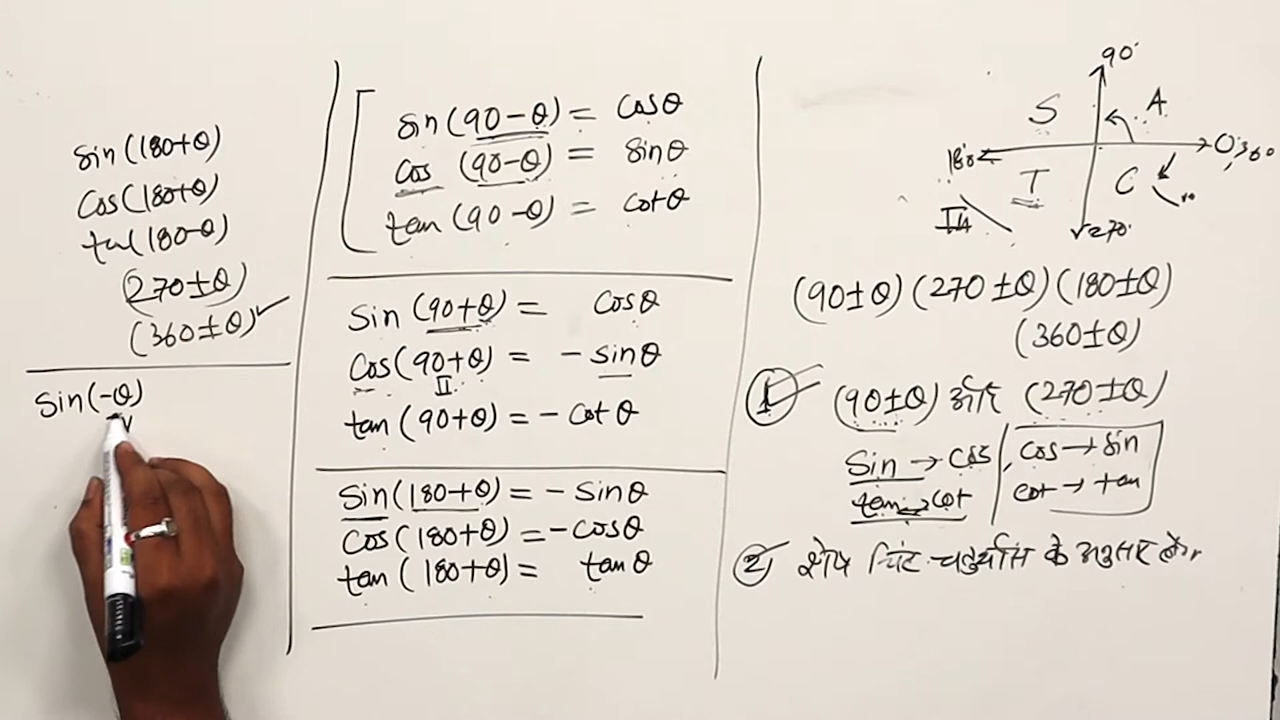 sin(180+θ)
cos(180+θ)
tan(180-θ)
(270±θ)
(360±θ)✓
sin(-θ)
sin(90-θ) = cosθ
cos (90-θ) = sinθ
tan(90-θ) = cotθ
sin (90+θ) = cosθ
cos(90+θ) = - sinθ
II
tan(90+θ) = - cotθ
sin(180+θ) = - sinθ
cos(180+θ) = -cosθ
tan(180+θ) = tanθ
90°
S A
180 0,360
T C
270
(90±θ) (270±θ) (180±θ)
(360±θ)
1 (90±θ) और (270±θ)
sin → cos cos → sin
tan → cot cot → tan
2 के अनुसार